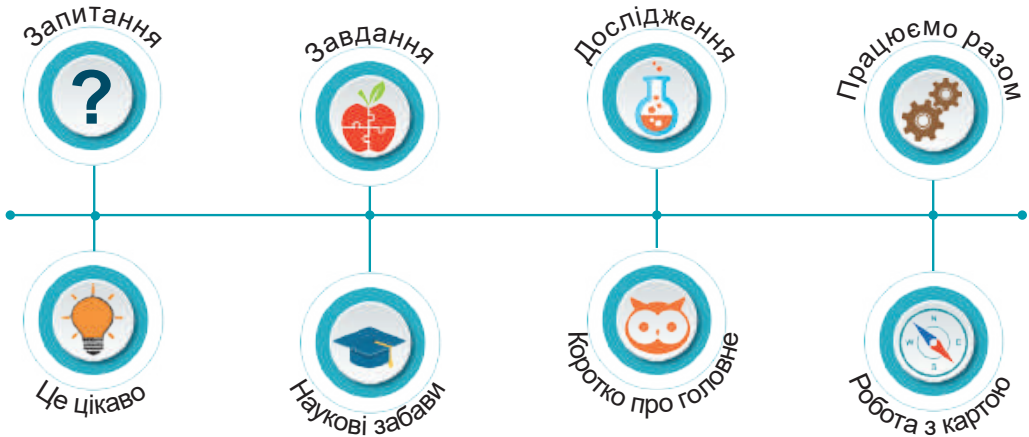 Запитання
Завдання
Дослідження
Працюємо разом
?
N
W
E
S
Це цікаво
Наукові забави
Коротко про головне
Робота з картою